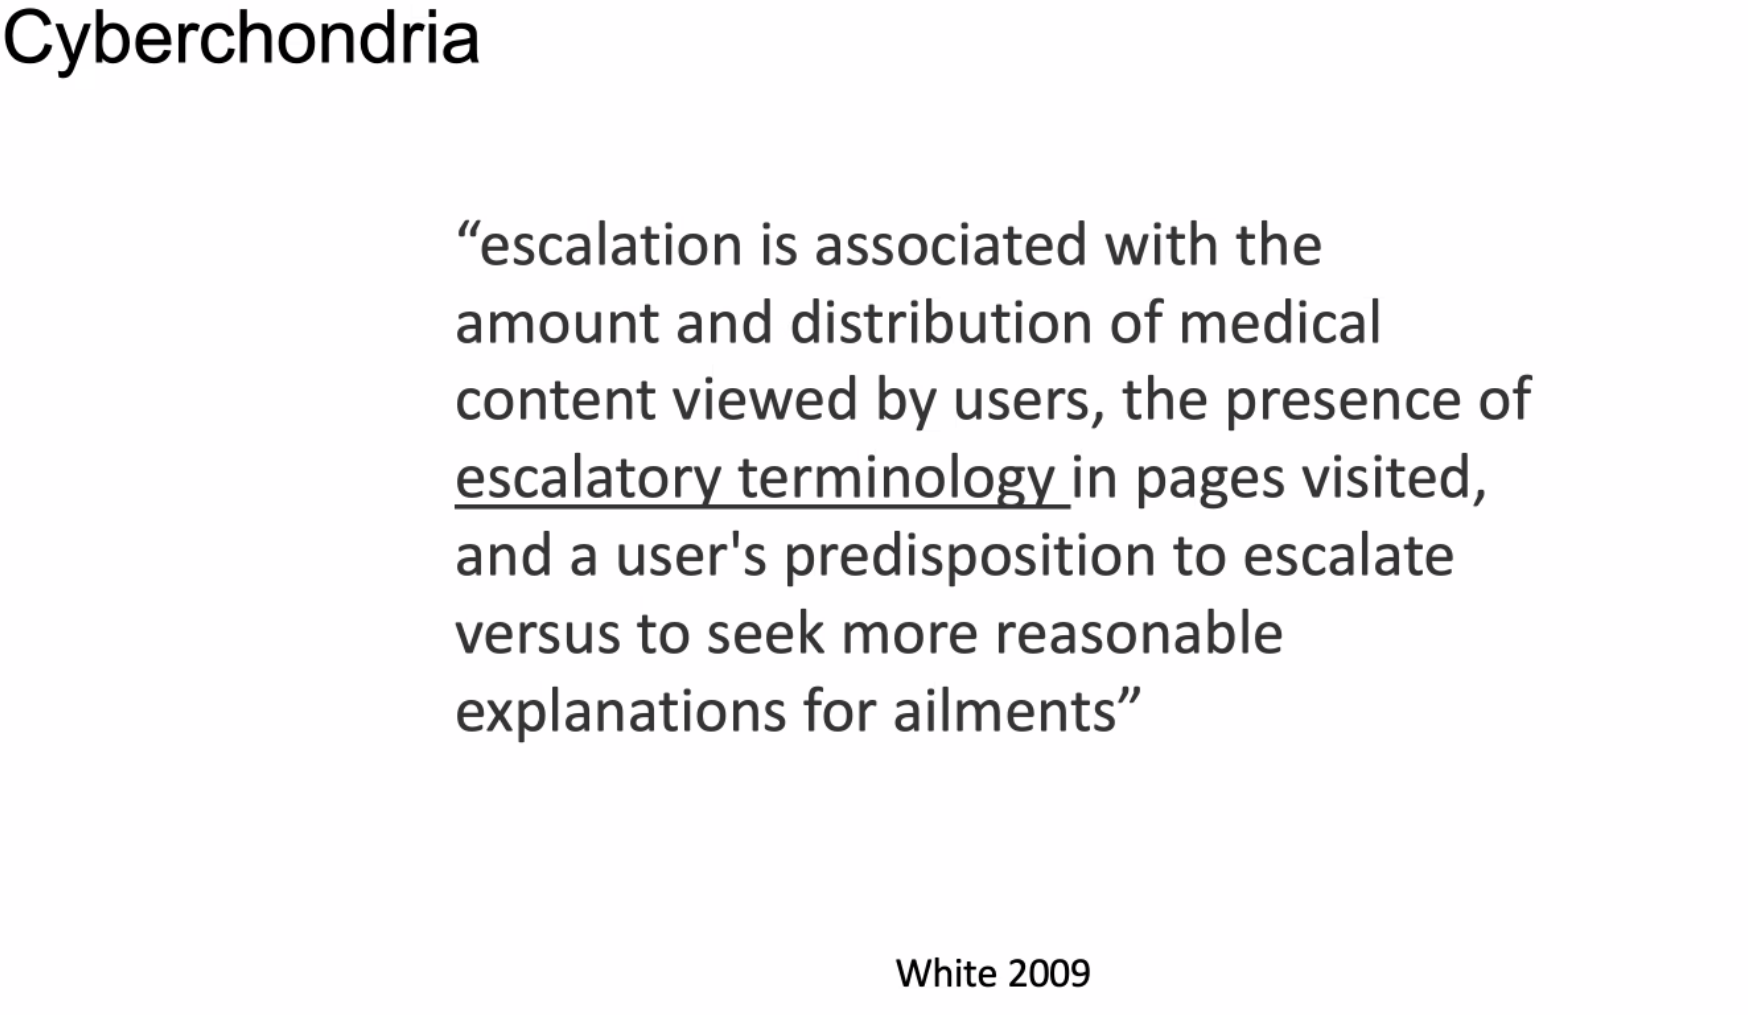 Cyberchondria
“escalation is associated with the
amount and distribution of medical
content viewed by users, the presence of
escalatory terminology in pages visited,
and a user's predisposition to escalate
versus to seek more reasonable
explanations for ailments”
White 2009